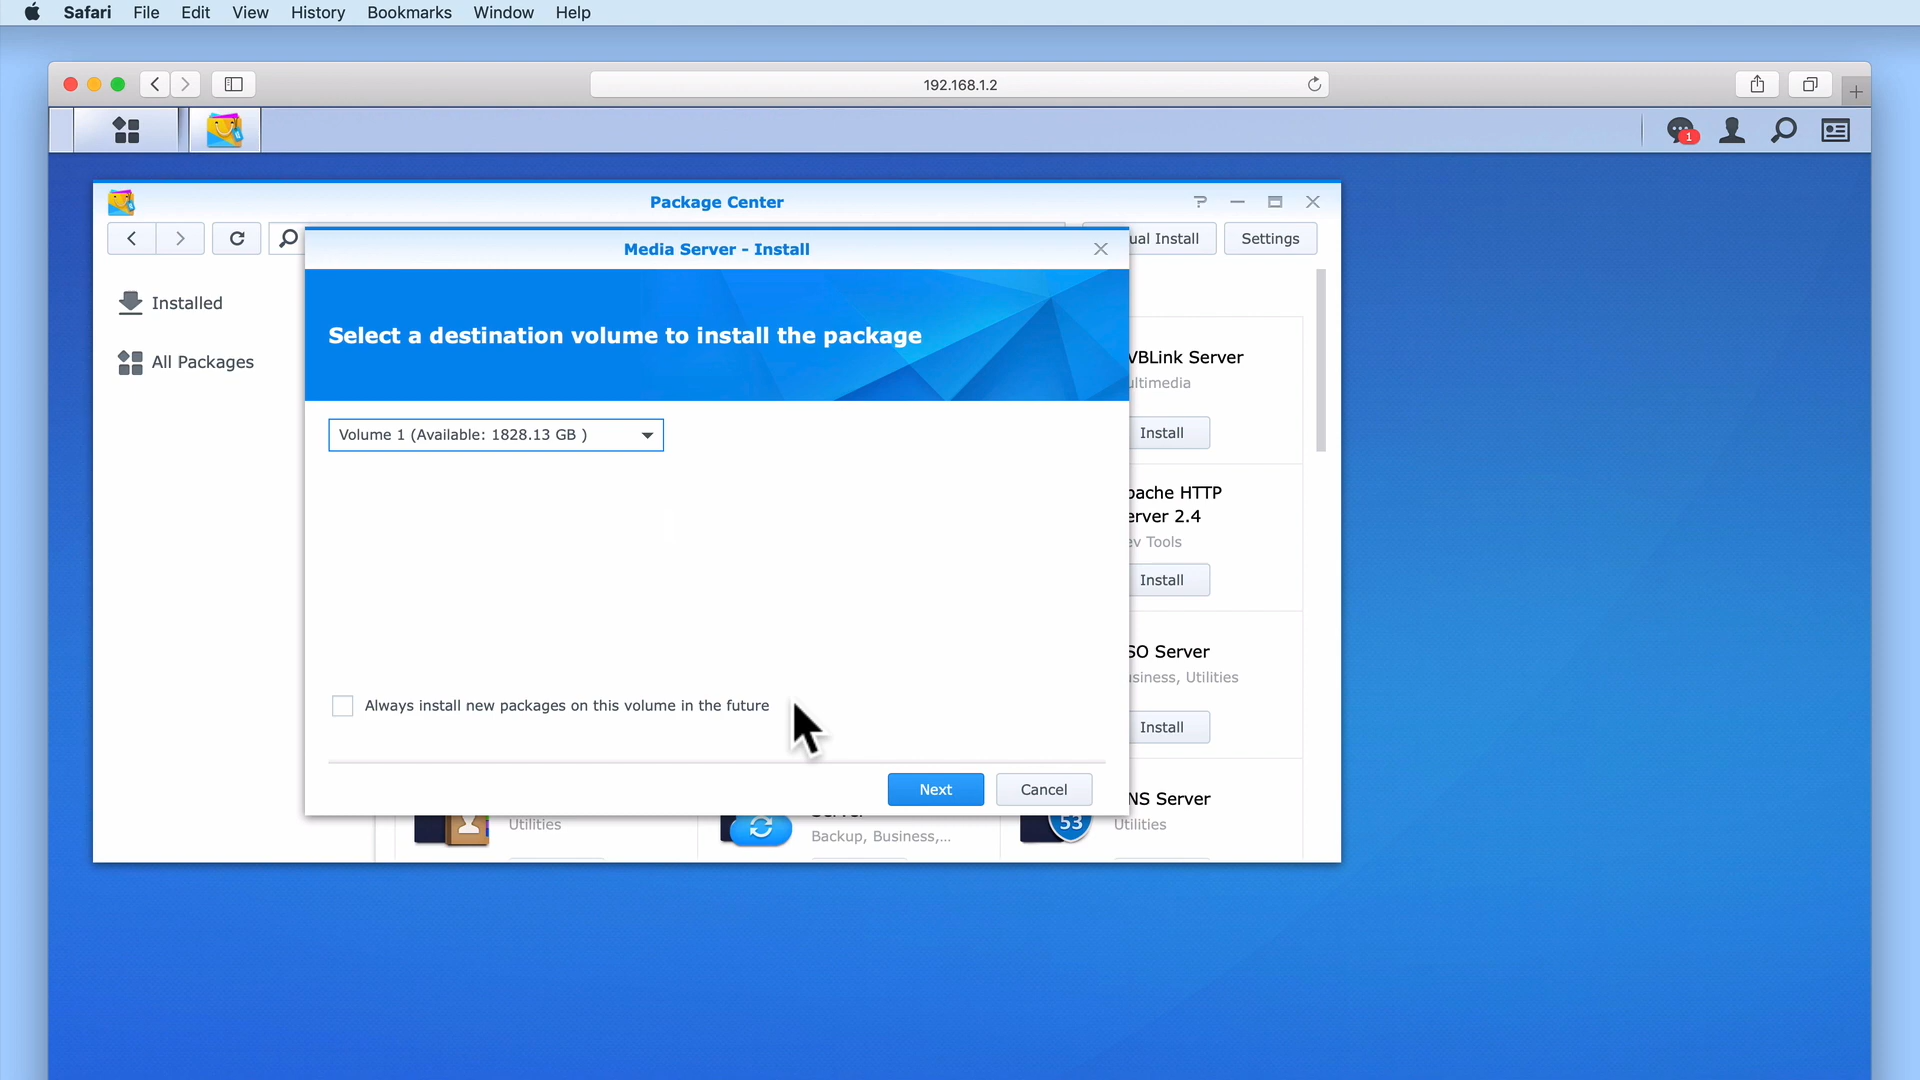 Safari File Edit View History Bookmarks Window Help
192.168.1.2
1
Package Center
ual Install Settings
Media Server - Install
Installed
All Packages
Select a destination volume to install the package
Volume 1 (Available: 1828.13 GB )
Always install new packages on this volume in the future
Next Cancel
VBLink Server
ultimedia
Install
pache HTTP
erver 2.4
ev Tools
Install
SO Server
usiness, Utilities
Install
NS Server
Utilities
Utilities
Backup, Business,...
53